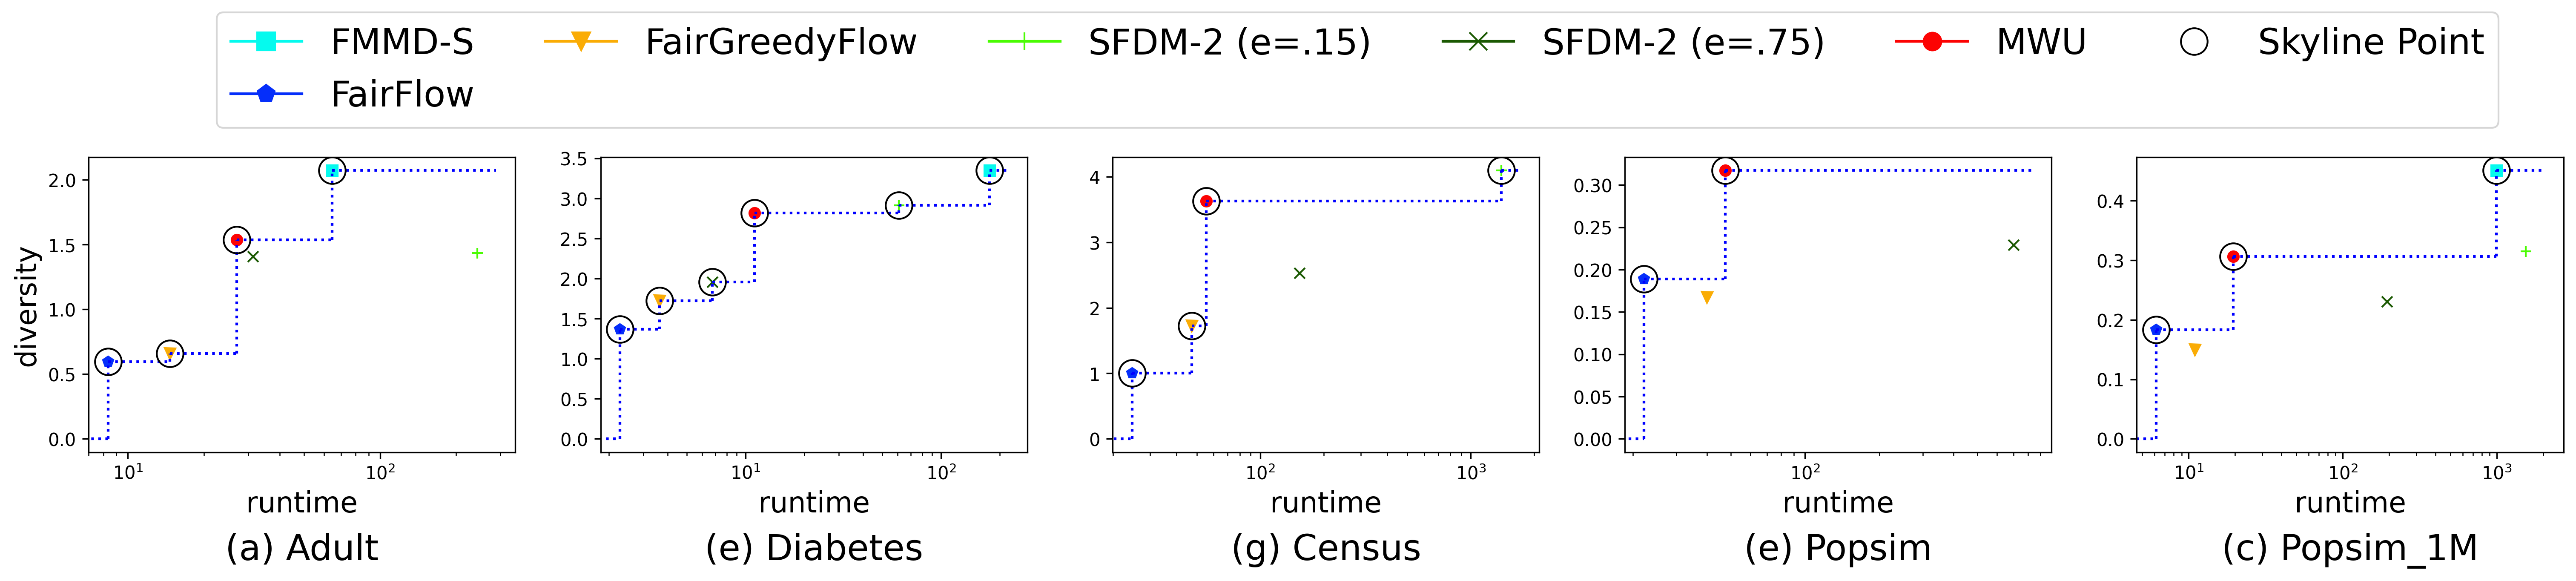 FMMD-S FairGreedyFlow SFDM-2 (e=.15) SFDM-2 (e=.75) MWU Skyline Point
FairFlow
diversity
2.0
1.5
1.0
0.5
0.0
10¹ 10²
runtime
(a) Adult
3.5
3.0
2.5
2.0
1.5
1.0
0.5
0.0
10¹ 10²
runtime
(e) Diabetes
4
3
2
1
0
10² 10³
runtime
(g) Census
0.30
0.25
0.20
0.15
0.10
0.05
0.00
10²
runtime
(e) Popsim
0.4
0.3
0.2
0.1
0.0
10¹ 10² 10³
runtime
(c) Popsim_1M